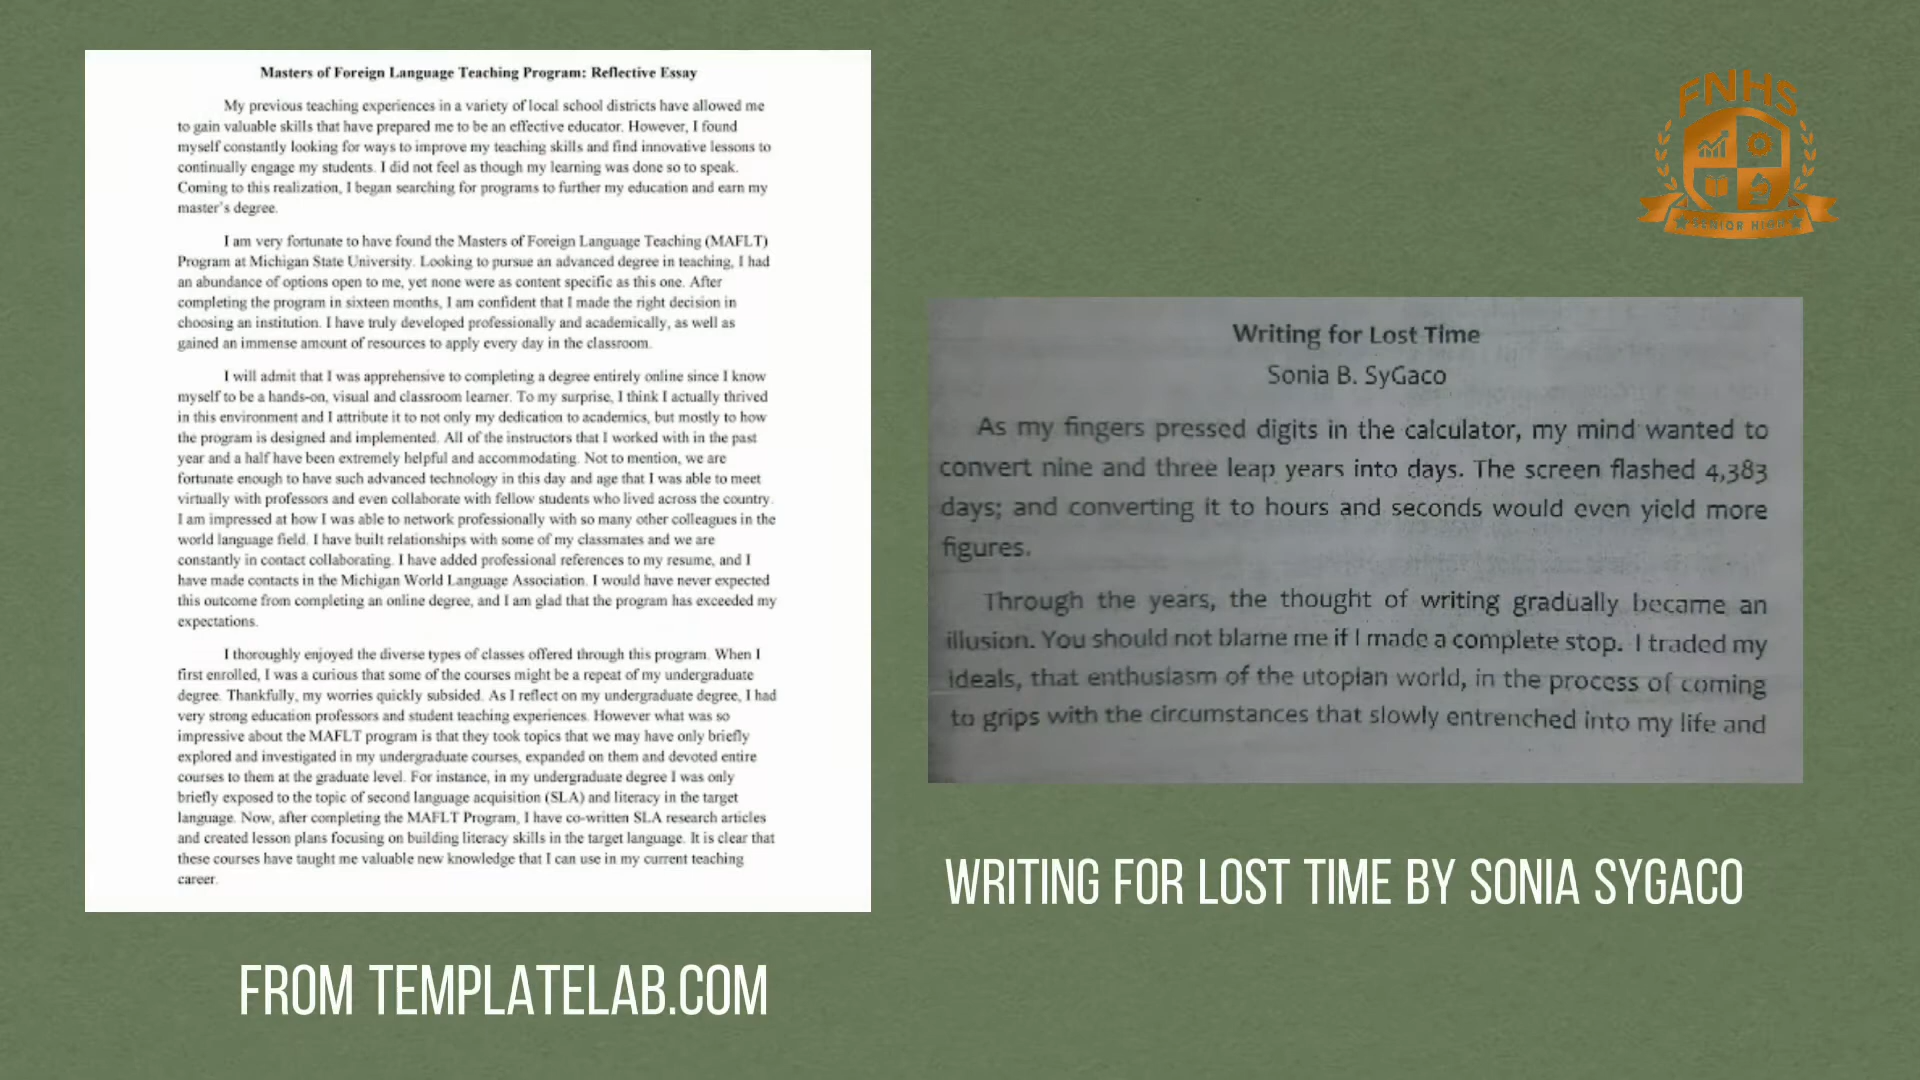 Masters of Foreign Language Teaching Program: Reflective Essay
My previous teaching experiences in a variety of local school districts have allowed me
to gain valuable skills that have prepared me to be an effective educator. However, I found
myself constantly looking for ways to improve my teaching skills and find innovative lessons to
continually engage my students. I did not feel as though my learning was done so to speak.
Coming to this realization, I began searching for programs to further my education and earn my
master's degree.
I am very fortunate to have found the Masters of Foreign Language Teaching (MAFLT)
Program at Michigan State University. Looking to pursue an advanced degree in teaching, I had
an abundance of options open to me, yet none were as content specific as this one. After
completing the program in sixteen months, I am confident that I made the right decision in
choosing an institution. I have truly developed professionally and academically, as well as
gained an immense amount of resources to apply every day in the classroom.
I will admit that I was apprehensive to completing a degree entirely online since I know
myself to be a hands-on, visual and classroom learner. To my surprise, I think I actually thrived
in this environment and I attribute it to not only my dedication to academics, but mostly to how
the program is designed and implemented. All of the instructors that I worked with in the past
year and a half have been extremely helpful and accommodating. Not to mention, we are
fortunate enough to have such advanced technology in this day and age that I was able to meet
virtually with professors and even collaborate with fellow students who lived across the country.
I am impressed at how I was able to network professionally with so many other colleagues in the
world language field. I have built relationships with some of my classmates and we are
constantly in contact collaborating. I have added professional references to my resume, and I
have made contacts in the Michigan World Language Association. I would have never expected
this outcome from completing an online degree, and I am glad that the program has exceeded my
expectations.
I thoroughly enjoyed the diverse types of classes offered through this program. When I
first enrolled, I was a curious that some of the courses might be a repeat of my undergraduate
degree. Thankfully, my worries quickly subsided. As I reflect on my undergraduate degree, I had
very strong education professors and student teaching experiences. However what was so
impressive about the MAFLT program is that they took topics that we may have only briefly
explored and investigated in my undergraduate courses, expanded on them and devoted entire
courses to them at the graduate level. For instance, in my undergraduate degree I was only
briefly exposed to the topic of second language acquisition (SLA) and literacy in the target
language. Now, after completing the MAFLT Program, I have co-written SLA research articles
and created lesson plans focusing on building literacy skills in the target language. It is clear that
these courses have taught me valuable new knowledge that I can use in my current teaching
career.
FROM TEMPLATELAB.COM
FNHS
SENIOR HIGH
Writing for Lost Time
Sonia B. SyGaco
As my fingers pressed digits in the calculator, my mind wanted to
convert nine and three leap years into days. The screen flashed 4,383
days; and converting it to hours and seconds would even yield more
figures.
Through the years, the thought of writing gradually became an
illusion. You should not blame me if I made a complete stop. I traded my
ideals, that enthusiasm of the utopian world, in the process of coming
to grips with the circumstances that slowly entrenched into my life and
WRITING FOR LOST TIME BY SONIA SYGACO